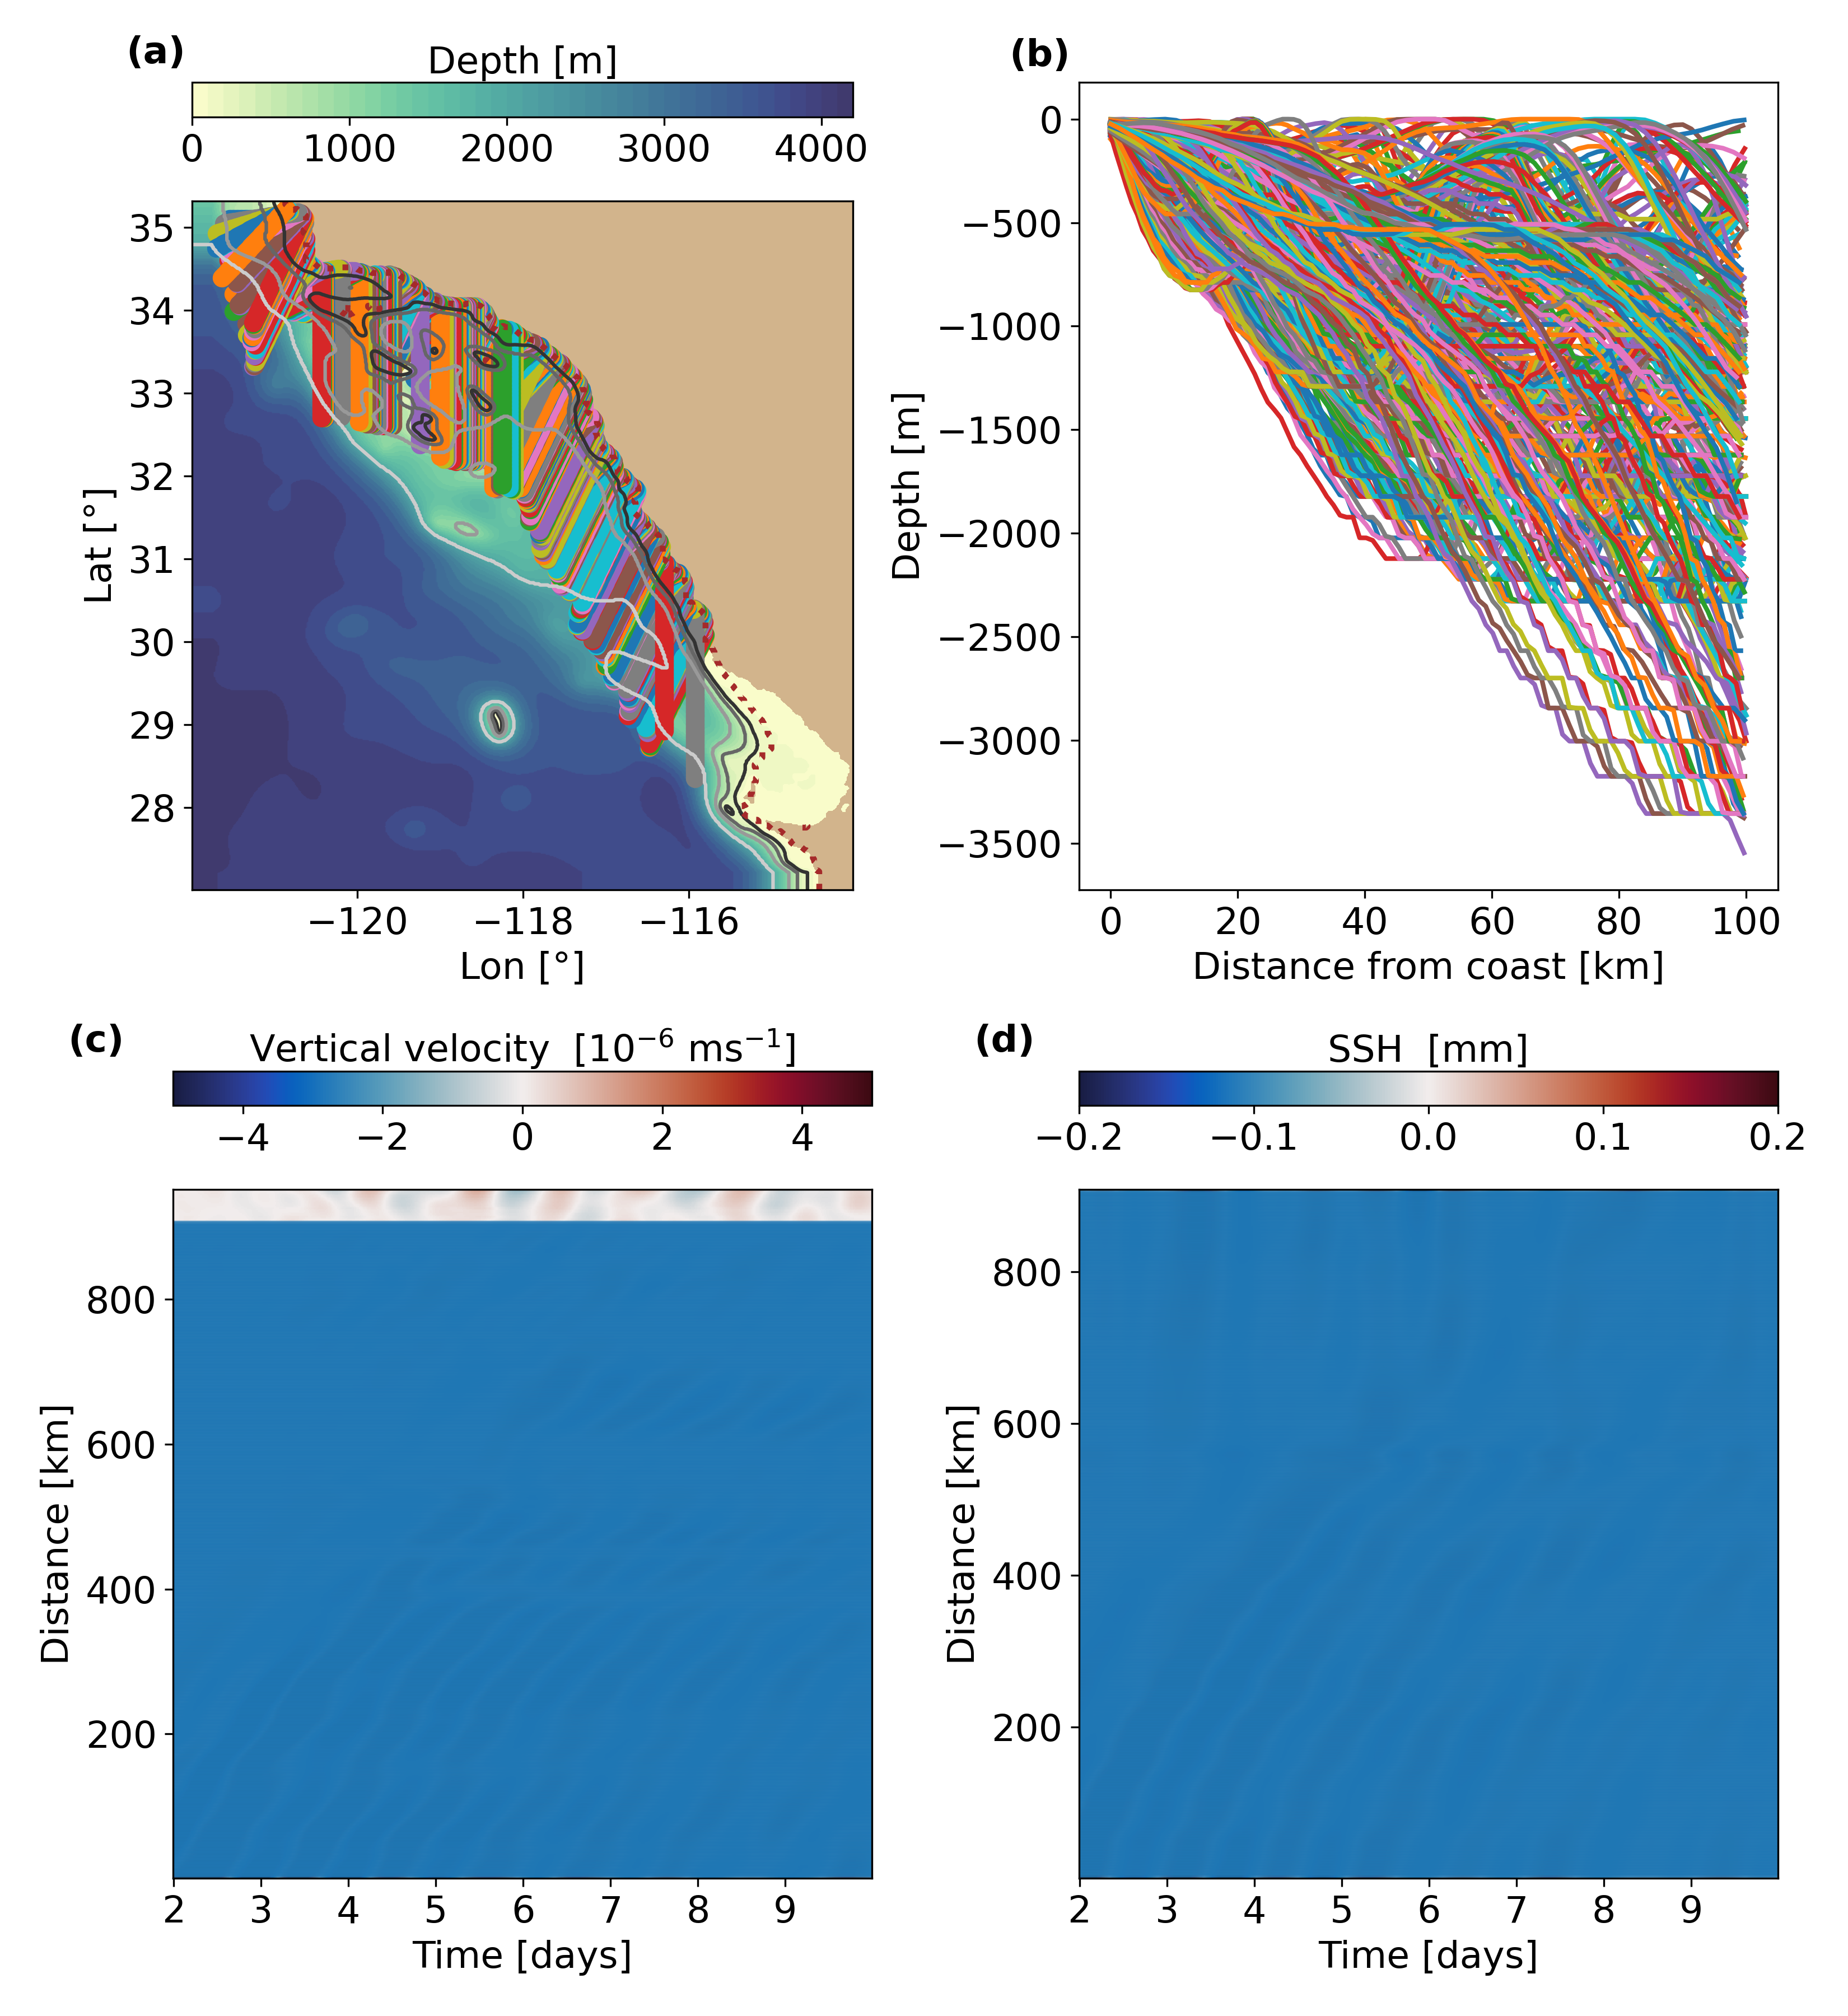 (a)
Depth [m]
0 1000 2000 3000 4000
35
34
33
32
31
30
29
28
Lat [°]
−120 −118 −116
Lon [°]
(b)
0
−500
−1000
−1500
−2000
−2500
−3000
−3500
Depth [m]
0 20 40 60 80 100
Distance from coast [km]
(c)
Vertical velocity [10⁻⁶ ms⁻¹]
−4 −2 0 2 4
800
600
400
200
Distance [km]
2 3 4 5 6 7 8 9
Time [days]
(d)
SSH [mm]
−0.2 −0.1 0.0 0.1 0.2
800
600
400
200
Distance [km]
2 3 4 5 6 7 8 9
Time [days]